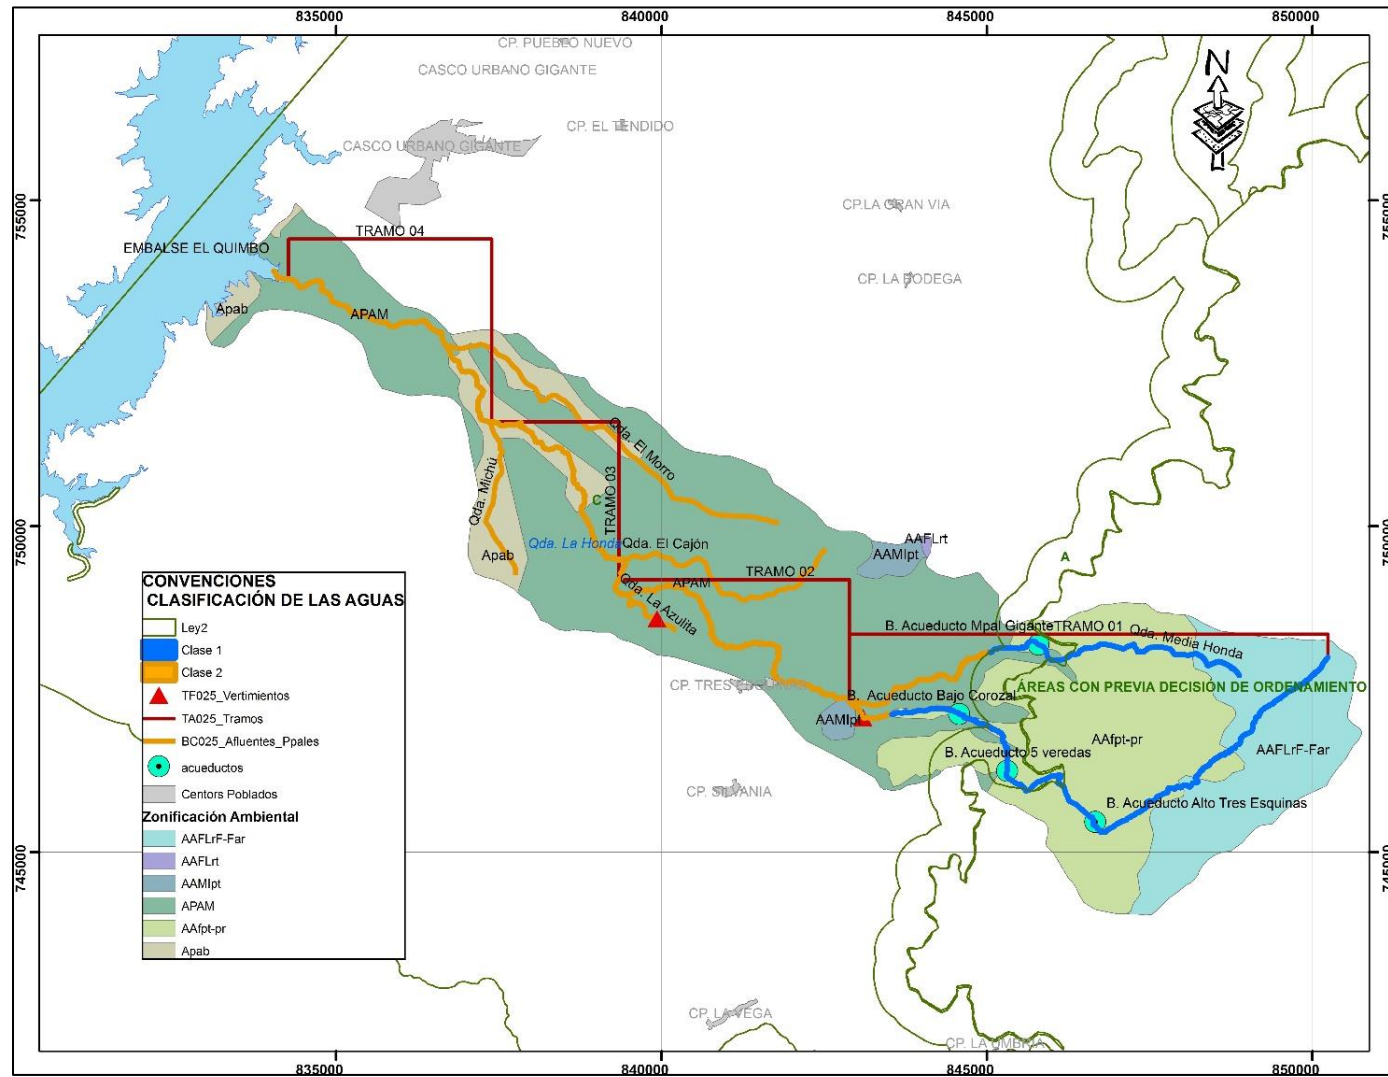 835000
840000
845000
850000
CP. PUEBLO NUEVO
CASCO URBANO GIGANTE
N
CP. EL TENDIDO
CASCO URBANO GIGANTE
755000
755000
CP.LA GRAN VIA
TRAMO 04
EMBALSE EL QUIMBO
CP. LA BODEGA
Apab
APAM
Qda. El Morro
Qda. Michú
TRAMO 03
C
750000
750000
Qda. La Honda
Qda. El Cajón
AAFLrt
AAMIpt
Apab
A
TRAMO 02
APAM
Qda. La Azulita
CONVENCIONES
CLASIFICACIÓN DE LAS AGUAS
Ley2
Clase 1
Clase 2
TF025_Vertimientos
TA025_Tramos
BC025_Afluentes_Ppales
acueductos
Centors Poblados
Zonificación Ambiental
AAFLrF-Far
AAFLrt
AAMIpt
APAM
AAfpt-pr
Apab
B. Acueducto Mpal Gigante
TRAMO 01
Qda. Media Honda
CP. TRES ESQUINAS
ÁREAS CON PREVIA DECISIÓN DE ORDENAMIENTO
B. Acueducto Bajo Corozal
AAMIpt
AAfpt-pr
AAFLrF-Far
B. Acueducto 5 veredas
CP. SILVANIA
B. Acueducto Alto Tres Esquinas
745000
745000
CP. LA VEGA
CP. LA UMBRIA
835000
840000
845000
850000